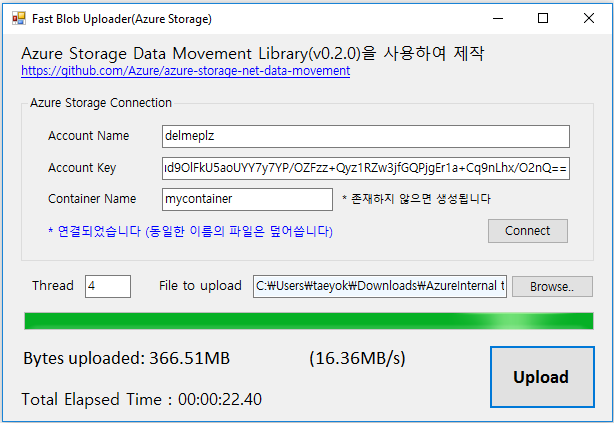 Fast Blob Uploader(Azure Storage)
Azure Storage Data Movement Library(v0.2.0)을 사용하여 제작
https://github.com/Azure/azure-storage-net-data-movement
Azure Storage Connection
Account Name delmeplz
Account Key
Container Name mycontainer * 존재하지 않으면 생성됩니다
* 연결되었습니다 (동일한 이름의 파일은 덮어씁니다) Connect
Thread 4 File to upload C:₩Users₩taeyok₩Downloads₩AzureInternal t Browse..
Bytes uploaded: 366.51MB (16.36MB/s)
Upload
Total Elapsed Time : 00:00:22.40